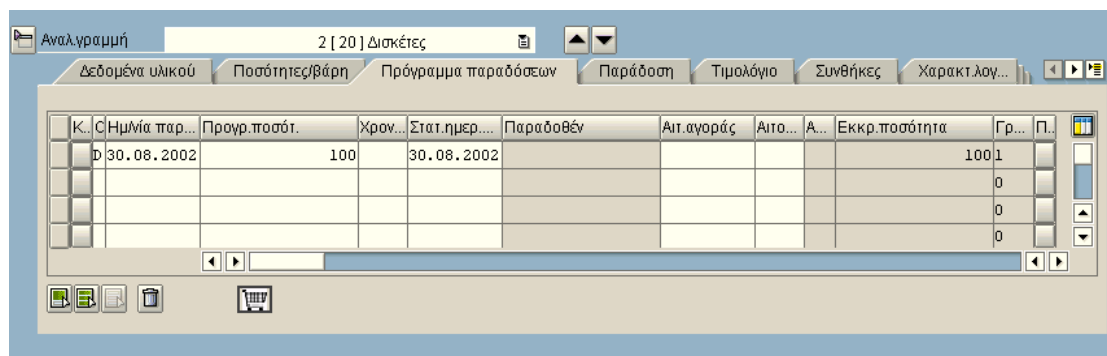 Αναλ.γραμμή 2 [ 20 ] Δισκέτες
Δεδομένα υλικού Ποσότητες/βάρη Πρόγραμμα παραδόσεων Παράδοση Τιμολόγιο Συνθήκες Χαρακτ.λογ...
Κ.. C Ημ/νία παρ... Προγρ.ποσότ. Χρον... Στατ.ημερ.... Παραδοθέν Αιτ.αγοράς Αιτο... Α... Εκκρ.ποσότητα Γρ... Π..
D 30.08.2002 100 30.08.2002 100 1
0
0
0